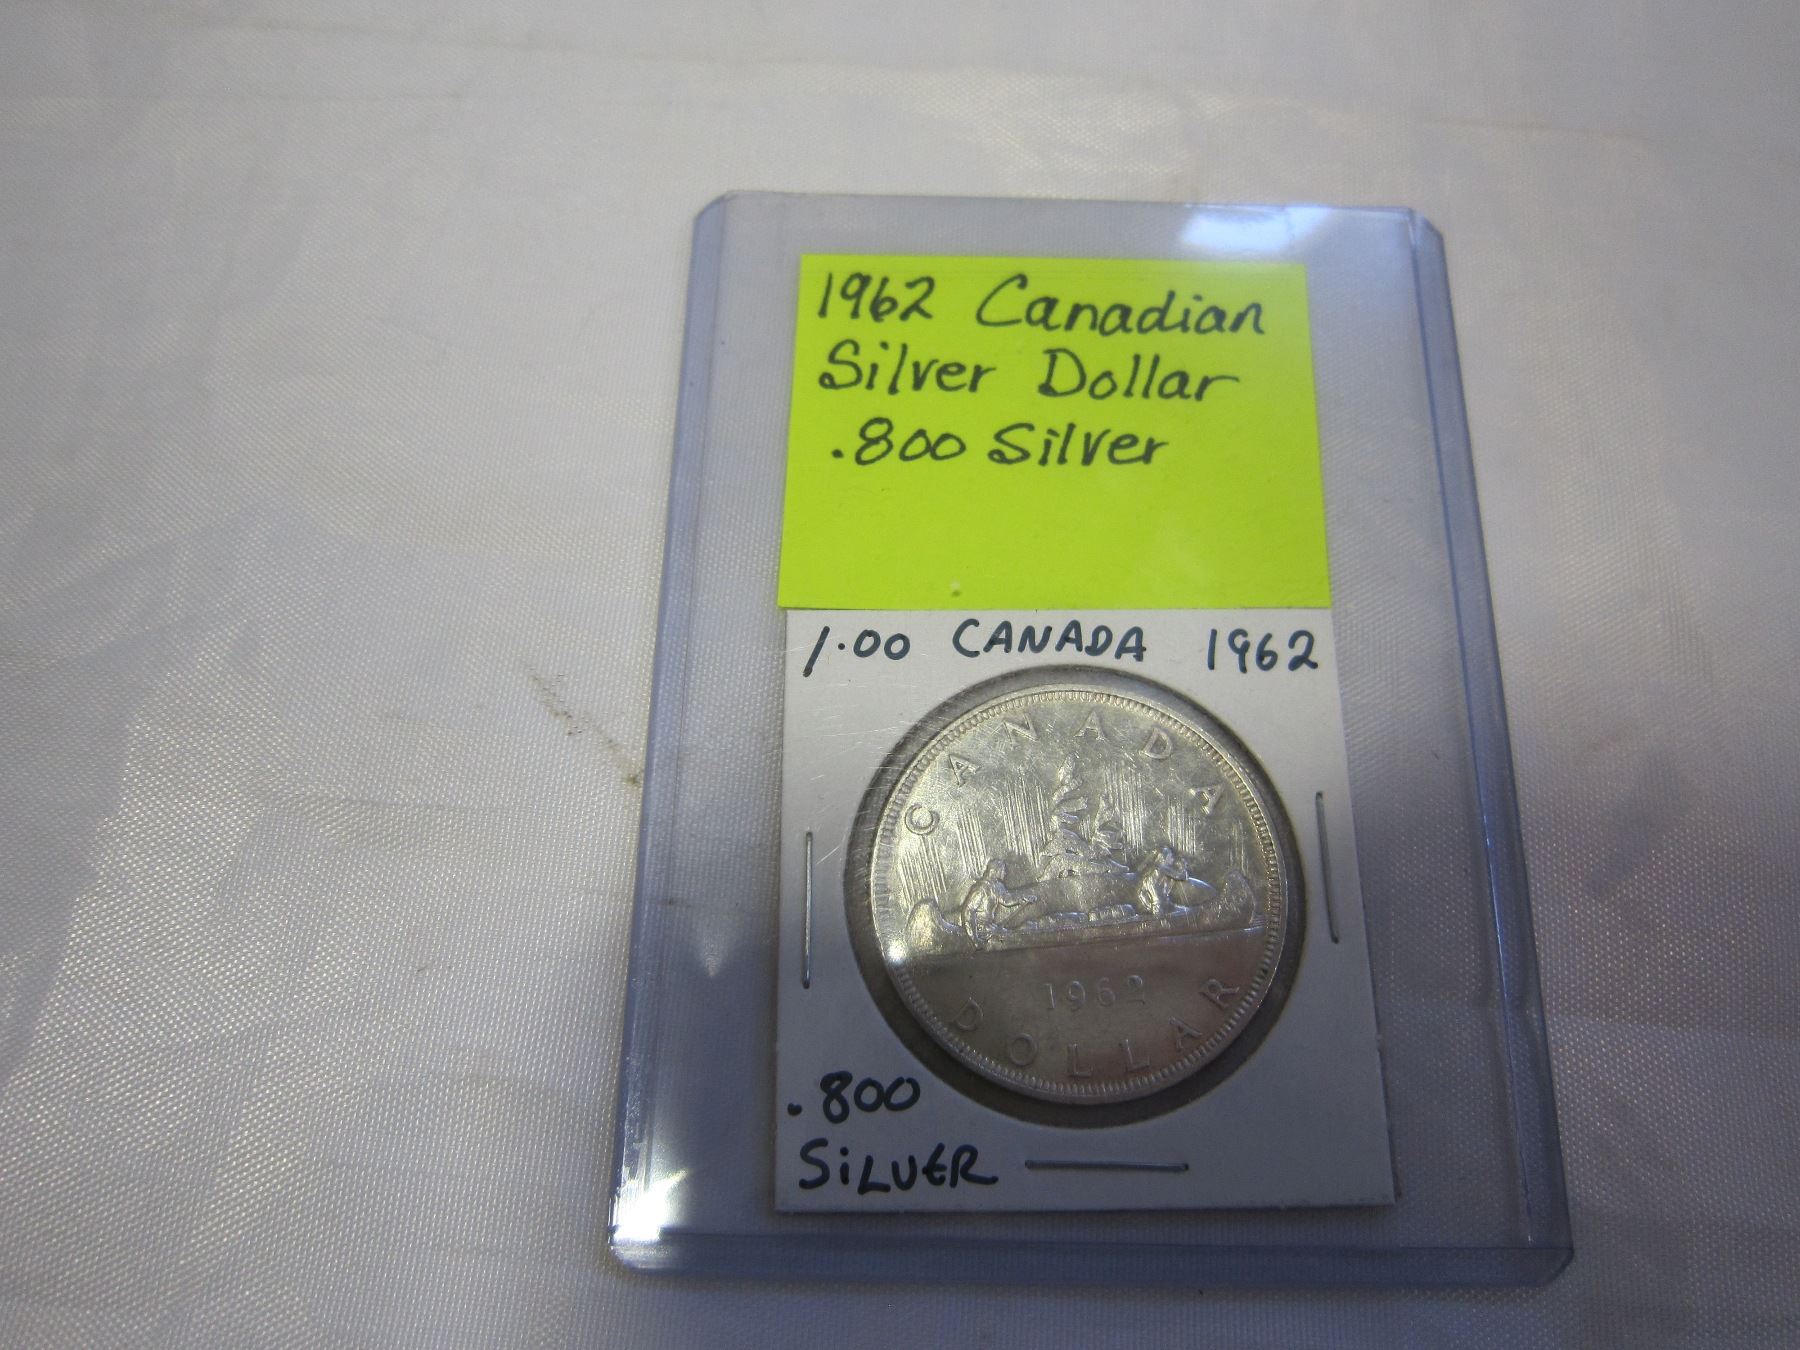 1962 Canadian
Silver Dollar
.800 Silver
1.00 CANADA 1962
CANADA
1962
DOLLAR
.800
SiLVER